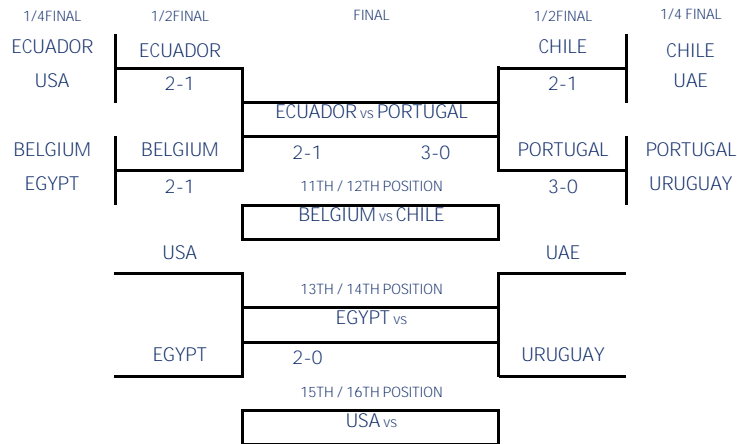 1/4FINAL 1/2FINAL FINAL 1/2FINAL 1/4 FINAL
ECUADOR ECUADOR CHILE CHILE
USA 2-1 2-1 UAE
ECUADOR vs PORTUGAL
BELGIUM BELGIUM 2-1 3-0 PORTUGAL PORTUGAL
EGYPT 2-1 11TH / 12TH POSITION 3-0 URUGUAY
BELGIUM vs CHILE
USA UAE
13TH / 14TH POSITION
EGYPT vs
EGYPT 2-0 URUGUAY
15TH / 16TH POSITION
USA vs